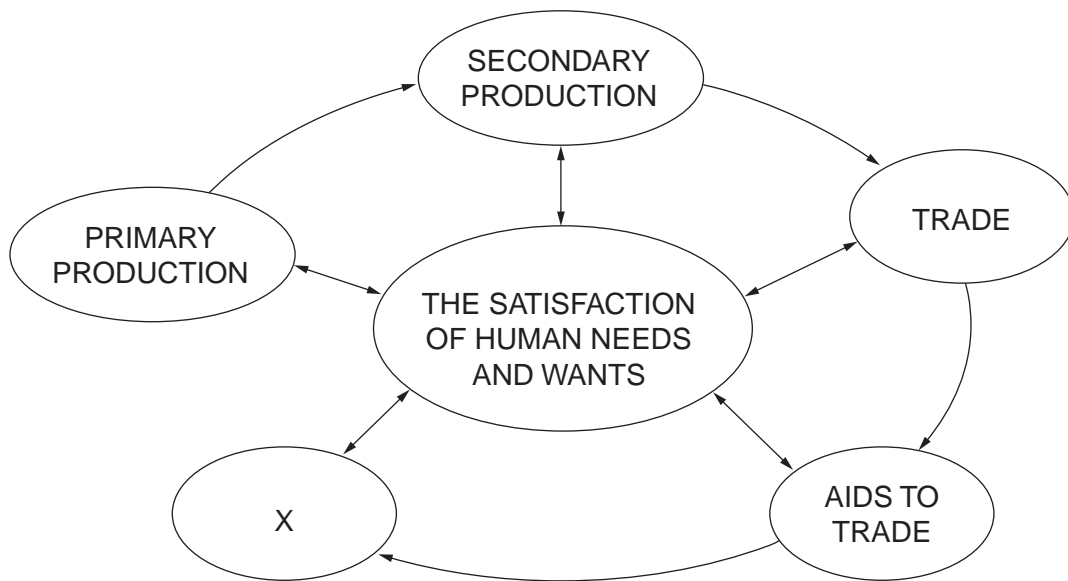 SECONDARY
PRODUCTION
TRADE
PRIMARY
PRODUCTION
THE SATISFACTION
OF HUMAN NEEDS
AND WANTS
X
AIDS TO
TRADE